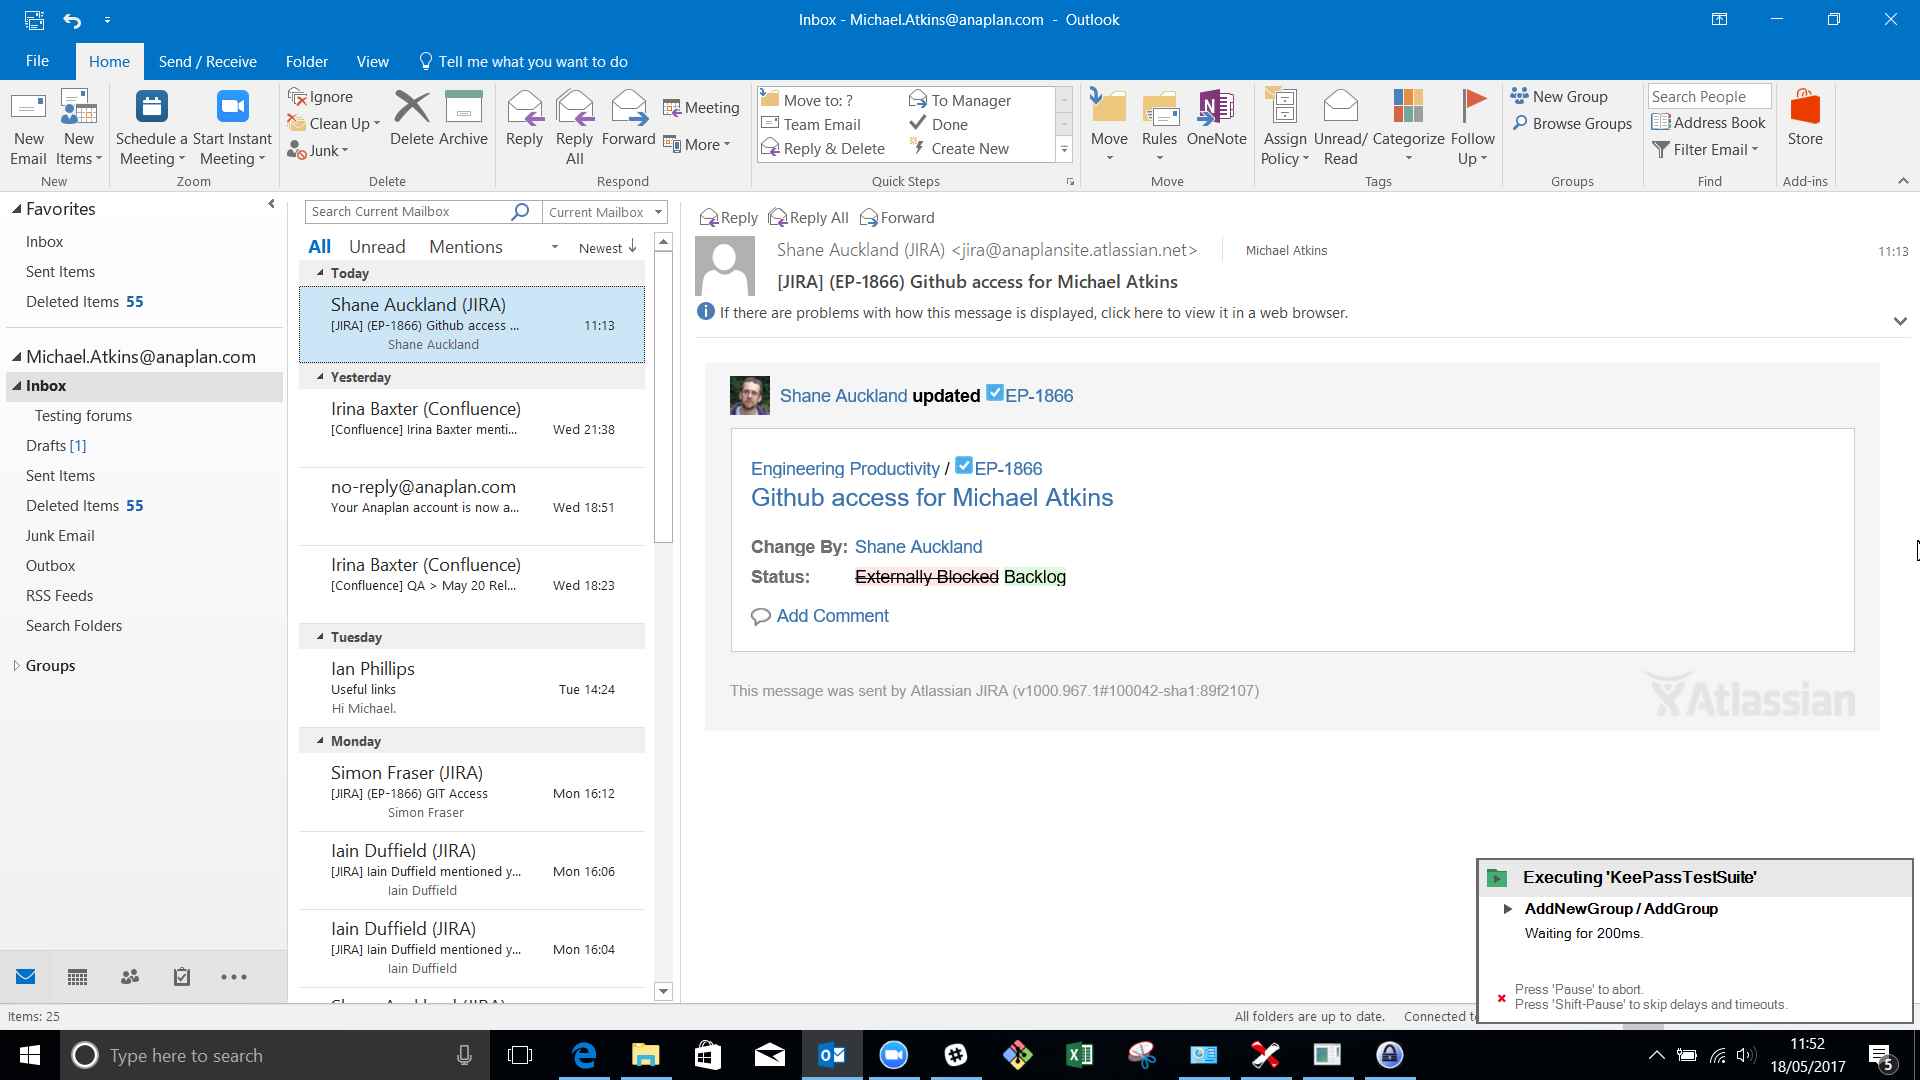 Inbox - Michael.Atkins@anaplan.com - Outlook
File Home Send / Receive Folder View Tell me what you want to do
New Email
New Items
New
Schedule a Meeting
Start Instant Meeting
Zoom
Ignore
Clean Up
Junk
Delete
Archive
Delete
Reply
Reply All
Forward
Meeting
More
Respond
Move to: ?
Team Email
Reply & Delete
To Manager
Done
Create New
Quick Steps
Move
Rules
OneNote
Move
Assign Policy
Unread/ Read
Categorize
Follow Up
Tags
New Group
Browse Groups
Groups
Search People
Address Book
Filter Email
Find
Store
Add-ins
Favorites
Inbox
Sent Items
Deleted Items 55
Michael.Atkins@anaplan.com
Inbox
Testing forums
Drafts [1]
Sent Items
Deleted Items 55
Junk Email
Outbox
RSS Feeds
Search Folders
Groups
Search Current Mailbox
Current Mailbox
All Unread Mentions Newest
Today
Shane Auckland (JIRA)
[JIRA] (EP-1866) Github access ... 11:13
Shane Auckland
Yesterday
Irina Baxter (Confluence)
[Confluence] Irina Baxter menti... Wed 21:38
no-reply@anaplan.com
Your Anaplan account is now a... Wed 18:51
Irina Baxter (Confluence)
[Confluence] QA > May 20 Rel... Wed 18:23
Tuesday
Ian Phillips
Useful links Tue 14:24
Hi Michael.
Monday
Simon Fraser (JIRA)
[JIRA] (EP-1866) GIT Access Mon 16:12
Simon Fraser
Iain Duffield (JIRA)
[JIRA] Iain Duffield mentioned y... Mon 16:06
Iain Duffield
Iain Duffield (JIRA)
[JIRA] Iain Duffield mentioned y... Mon 16:04
Iain Duffield
Reply Reply All Forward
Shane Auckland (JIRA) <jira@anaplansite.atlassian.net> Michael Atkins 11:13
[JIRA] (EP-1866) Github access for Michael Atkins
If there are problems with how this message is displayed, click here to view it in a web browser.
Shane Auckland updated EP-1866
Engineering Productivity / EP-1866
Github access for Michael Atkins
Change By: Shane Auckland
Status: Externally Blocked Backlog
Add Comment
This message was sent by Atlassian JIRA (v1000.967.1#100042-sha1:89f2107)
Atlassian
Executing 'KeePassTestSuite'
AddNewGroup / AddGroup
Waiting for 200ms.
Press 'Pause' to abort.
Press 'Shift-Pause' to skip delays and timeouts.
Items: 25
All folders are up to date. Connected
Type here to search
11:52
18/05/2017
5